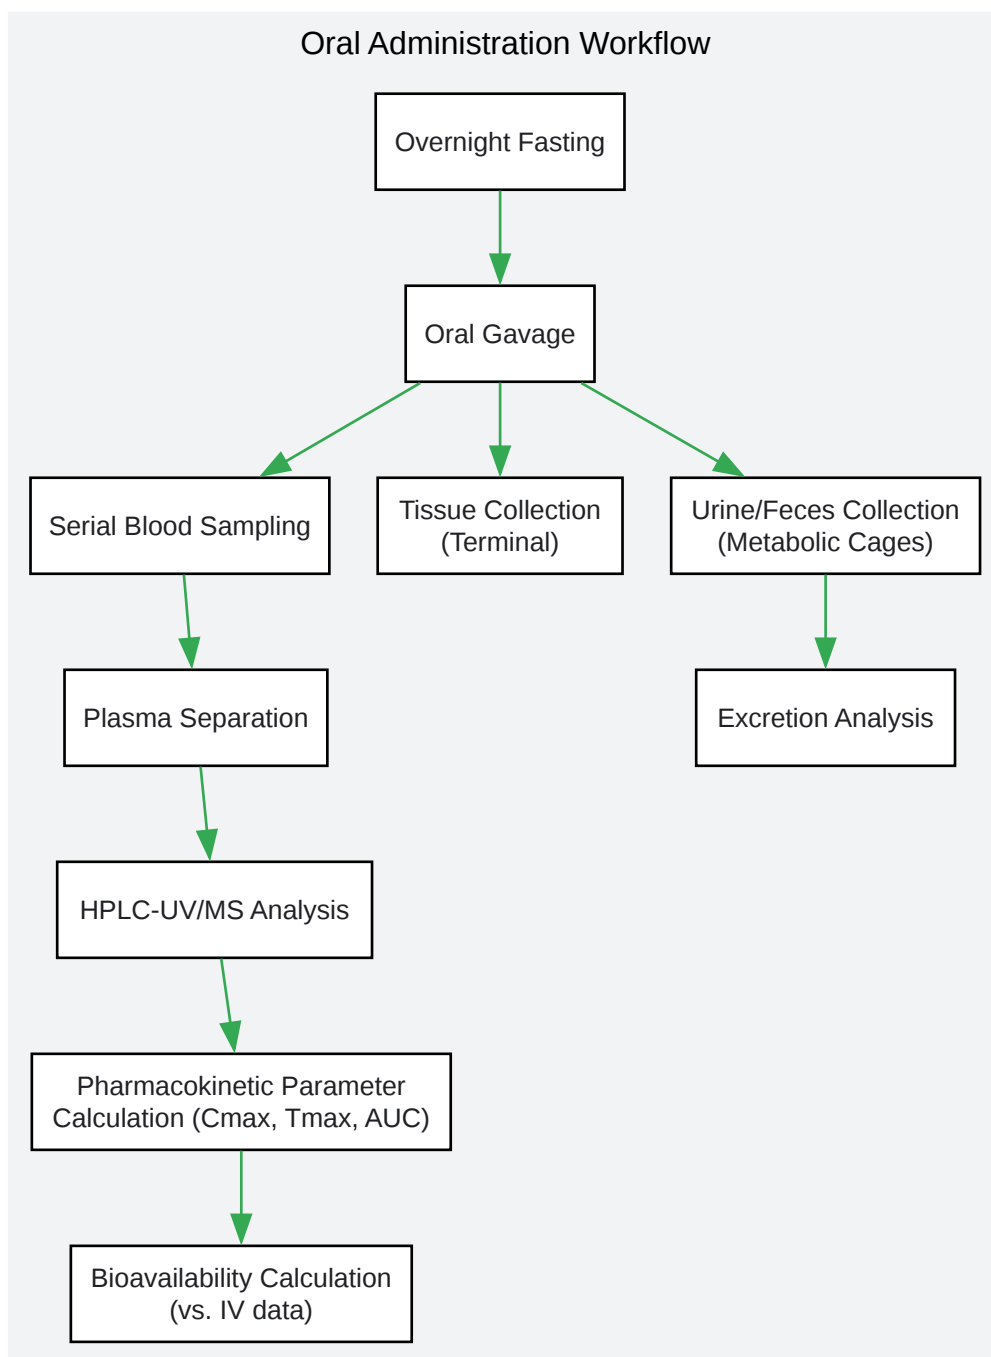 Oral Administration Workflow
Overnight Fasting
Oral Gavage
Serial Blood Sampling
Tissue Collection
(Terminal)
Urine/Feces Collection
(Metabolic Cages)
Plasma Separation
Excretion Analysis
HPLC-UV/MS Analysis
Pharmacokinetic Parameter
Calculation (Cmax, Tmax, AUC)
Bioavailability Calculation
(vs. IV data)